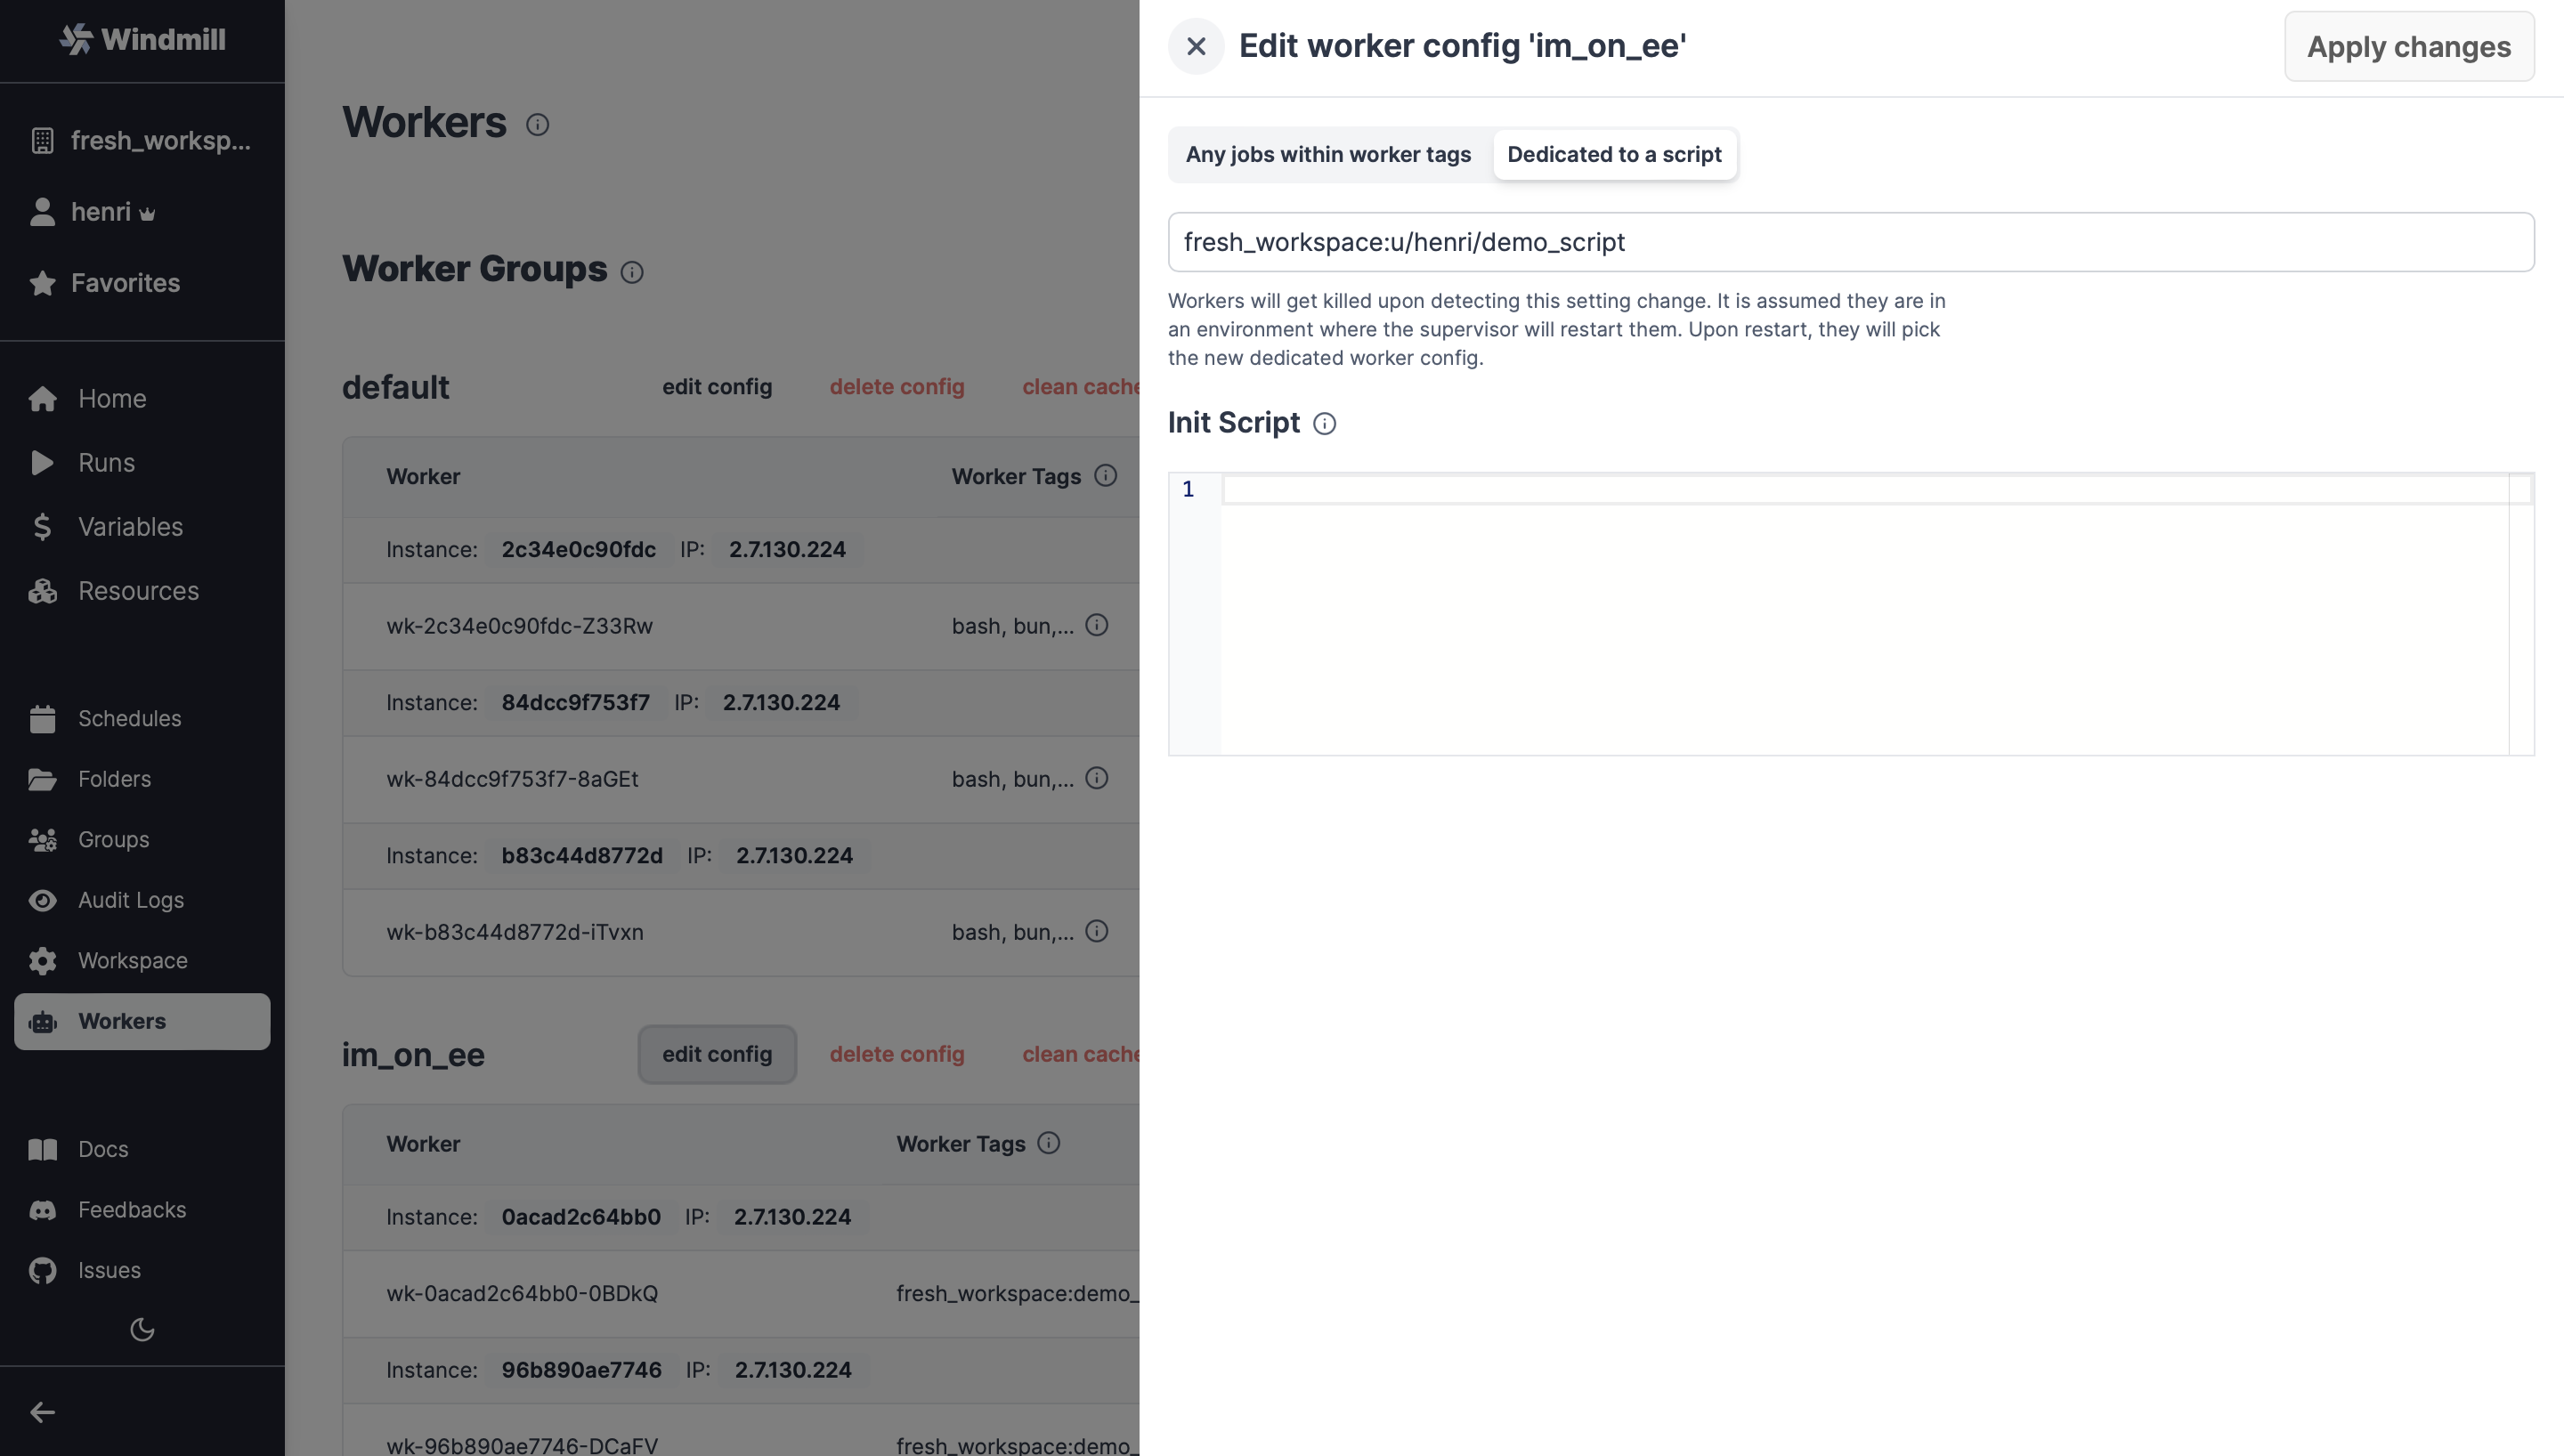 Windmill
fresh_worksp...
henri
Favorites
Home
Runs
Variables
Resources
Schedules
Folders
Groups
Audit Logs
Workspace
Workers
Docs
Feedbacks
Issues
Workers
Worker Groups
default edit config delete config clean cache
Worker Worker Tags
Instance: 2c34e0c90fdc IP: 2.7.130.224
wk-2c34e0c90fdc-Z33Rw bash, bun,...
Instance: 84dcc9f753f7 IP: 2.7.130.224
wk-84dcc9f753f7-8aGEt bash, bun,...
Instance: b83c44d8772d IP: 2.7.130.224
wk-b83c44d8772d-iTvxn bash, bun,...
im_on_ee edit config delete config clean cache
Worker Worker Tags
Instance: 0acad2c64bb0 IP: 2.7.130.224
wk-0acad2c64bb0-0BDkQ fresh_workspace:demo_
Instance: 96b890ae7746 IP: 2.7.130.224
wk-96b890ae7746-DCaFV fresh_workspace:demo_
Edit worker config 'im_on_ee' Apply changes
Any jobs within worker tags Dedicated to a script
fresh_workspace:u/henri/demo_script
Workers will get killed upon detecting this setting change. It is assumed they are in
an environment where the supervisor will restart them. Upon restart, they will pick
the new dedicated worker config.
Init Script
1